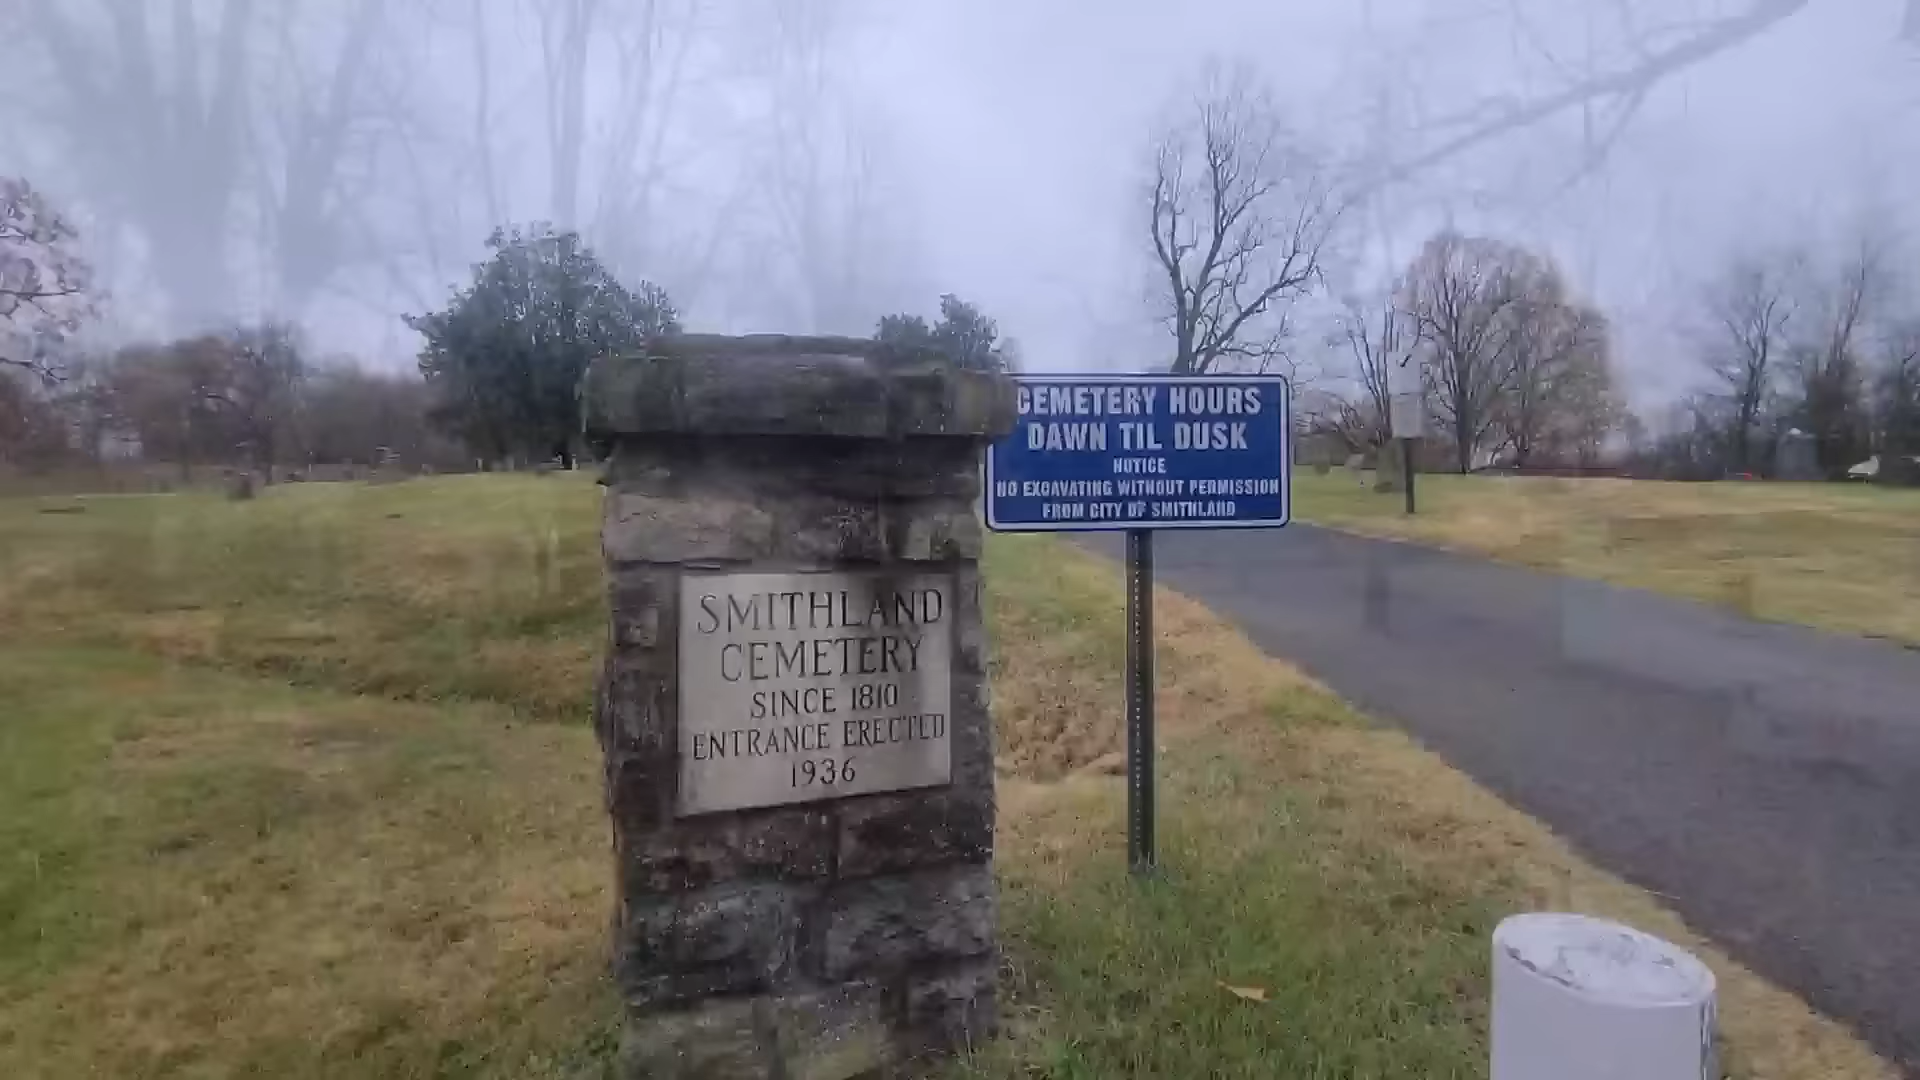 SMITHLAND
CEMETERY
SINCE 1810
ENTRANCE ERECTED
1936
CEMETERY HOURS
DAWN TIL DUSK
NOTICE
NO EXCAVATING WITHOUT PERMISSION
FROM CITY OF SMITHLAND